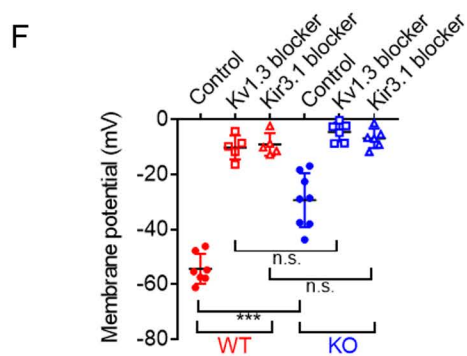 F
Control
Kv1.3 blocker
Kir3.1 blocker
Control
Kv1.3 blocker
Kir3.1 blocker
Membrane potential (mV)
-0
-20
-40
-60
-80
n.s.
n.s.
***
WT
KO